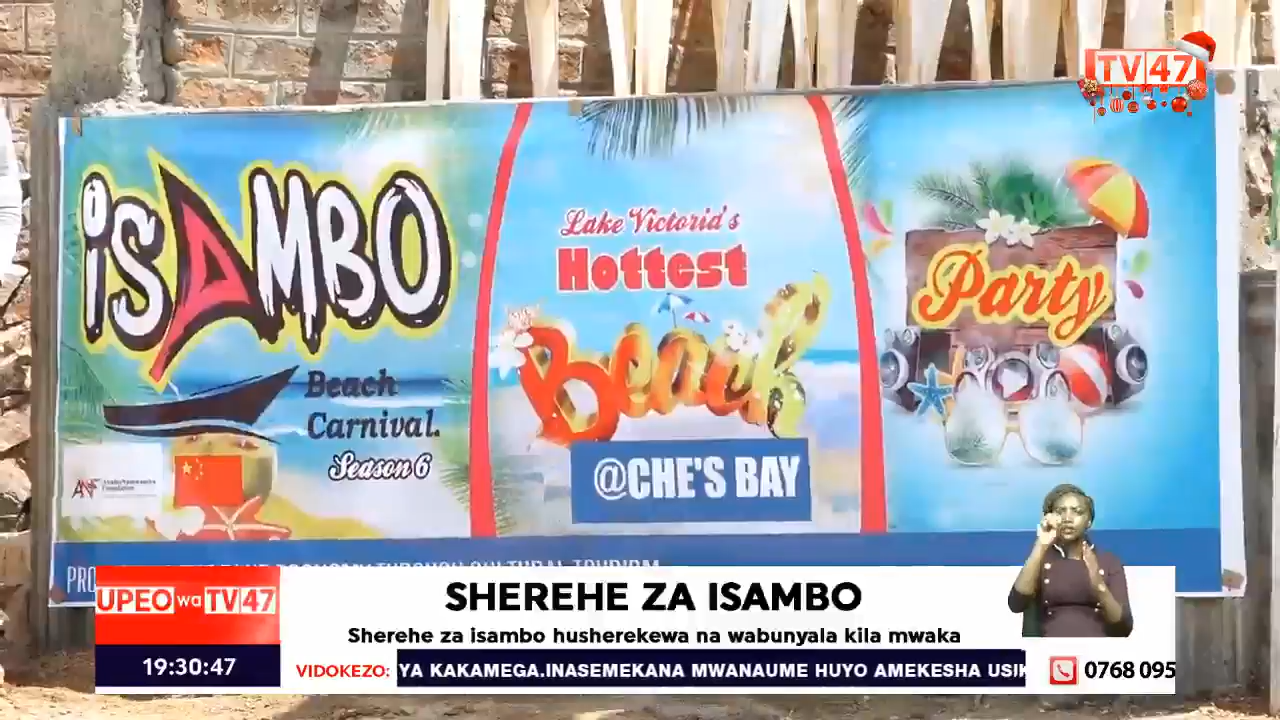 TV47
iSAMBO
Beach
Carnival.
Season 6
ANF
Lake Victoria's
Hottest
Beach
@CHE'S BAY
Party
UPEO wa TV47
SHEREHE ZA ISAMBO
Sherehe za isambo husherekewa na wabunyala kila mwaka
19:30:47
VIDOKEZO:
YA KAKAMEGA.INASEMEKANA MWANAUME HUYO AMEKESHA USIK
0768 095